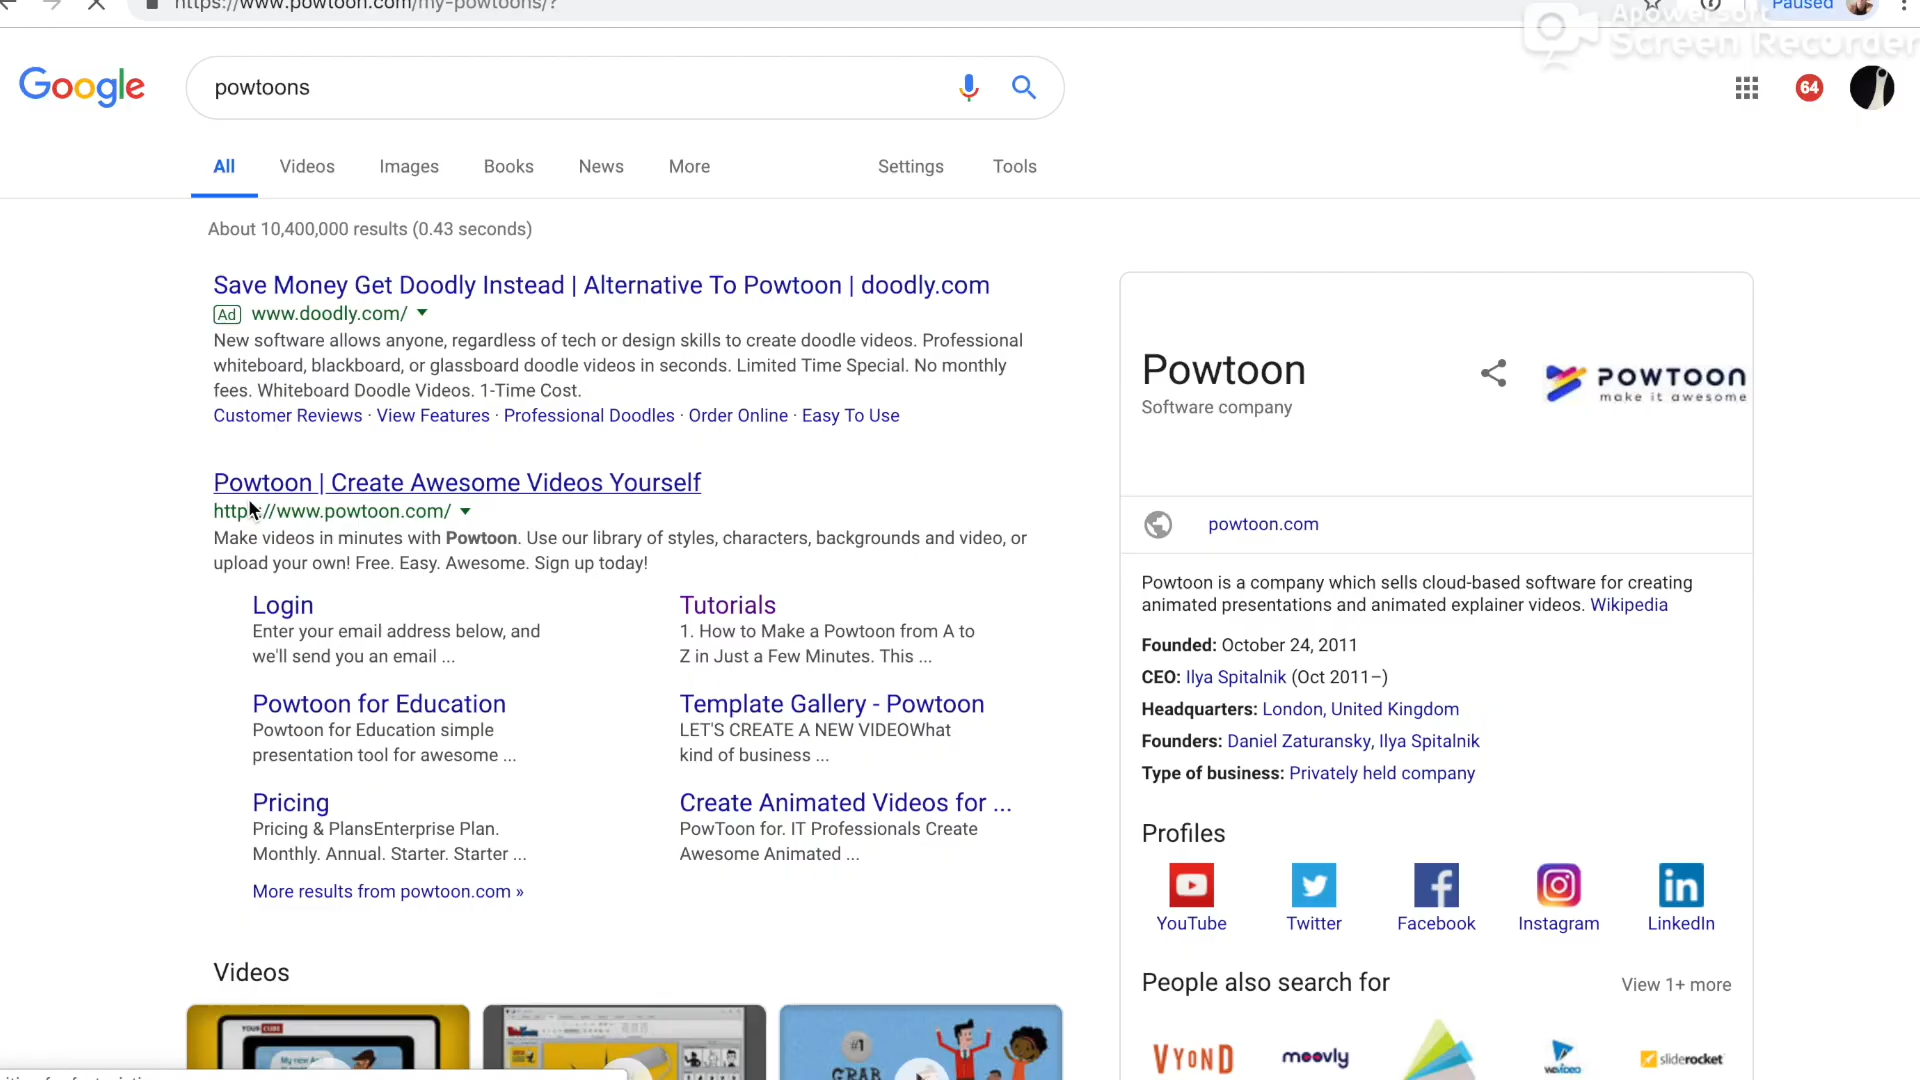 https://www.powtoon.com/my-powtoons/?
Paused
Apowersoft
Screen Recorder
Google
powtoons
64
All
Videos
Images
Books
News
More
Settings
Tools
About 10,400,000 results (0.43 seconds)
Save Money Get Doodly Instead | Alternative To Powtoon | doodly.com
Ad www.doodly.com/
New software allows anyone, regardless of tech or design skills to create doodle videos. Professional
whiteboard, blackboard, or glassboard doodle videos in seconds. Limited Time Special. No monthly
fees. Whiteboard Doodle Videos. 1-Time Cost.
Customer Reviews · View Features · Professional Doodles · Order Online · Easy To Use
Powtoon | Create Awesome Videos Yourself
https://www.powtoon.com/
Make videos in minutes with Powtoon. Use our library of styles, characters, backgrounds and video, or
upload your own! Free. Easy. Awesome. Sign up today!
Login
Enter your email address below, and
we'll send you an email ...
Tutorials
1. How to Make a Powtoon from A to
Z in Just a Few Minutes. This ...
Powtoon for Education
Powtoon for Education simple
presentation tool for awesome ...
Template Gallery - Powtoon
LET'S CREATE A NEW VIDEOWhat
kind of business ...
Pricing
Pricing & PlansEnterprise Plan.
Monthly. Annual. Starter. Starter ...
Create Animated Videos for ...
PowToon for. IT Professionals Create
Awesome Animated ...
More results from powtoon.com »
Videos
YOUR CUBE
My new
#1
GRAB
Powtoon
Software company
POWTOON
make it awesome
powtoon.com
Powtoon is a company which sells cloud-based software for creating
animated presentations and animated explainer videos. Wikipedia
Founded: October 24, 2011
CEO: Ilya Spitalnik (Oct 2011–)
Headquarters: London, United Kingdom
Founders: Daniel Zaturansky, Ilya Spitalnik
Type of business: Privately held company
Profiles
YouTube
Twitter
Facebook
Instagram
LinkedIn
People also search for
View 1+ more
VYOND
moovly
WeVideo
sliderocket